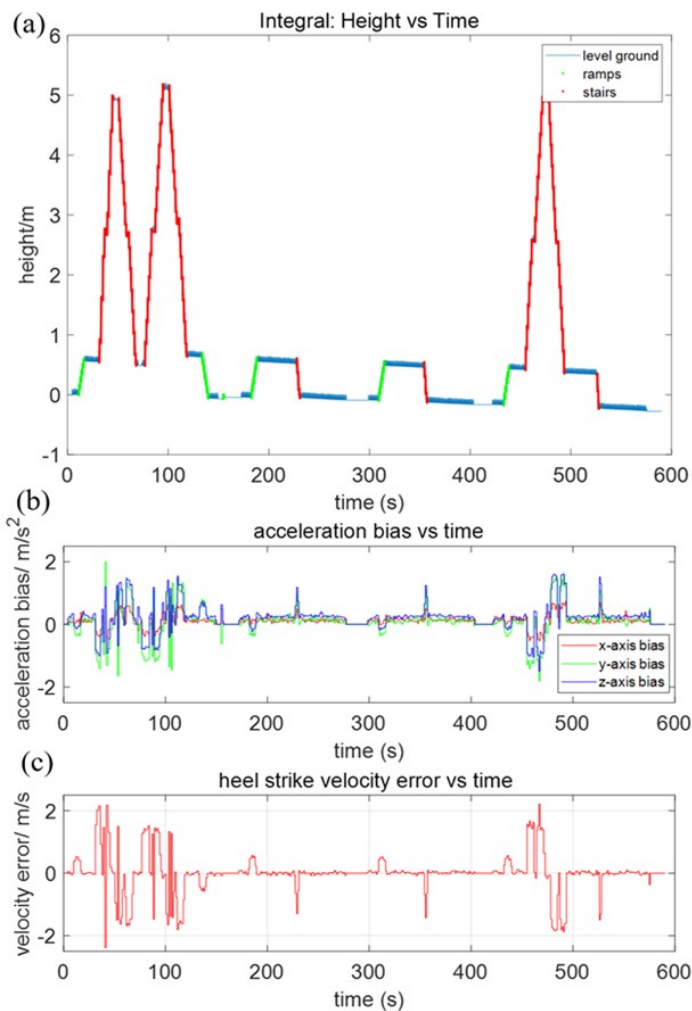 (a)
Integral: Height vs Time
level ground
ramps
stairs
height/m
6
5
4
3
2
1
0
-1
0 100 200 300 400 500 600
time (s)
(b)
acceleration bias vs time
acceleration bias/ m/s²
2
0
-2
x-axis bias
y-axis bias
z-axis bias
0 100 200 300 400 500 600
time (s)
(c)
heel strike velocity error vs time
velocity error/ m/s
2
0
-2
0 100 200 300 400 500 600
time (s)